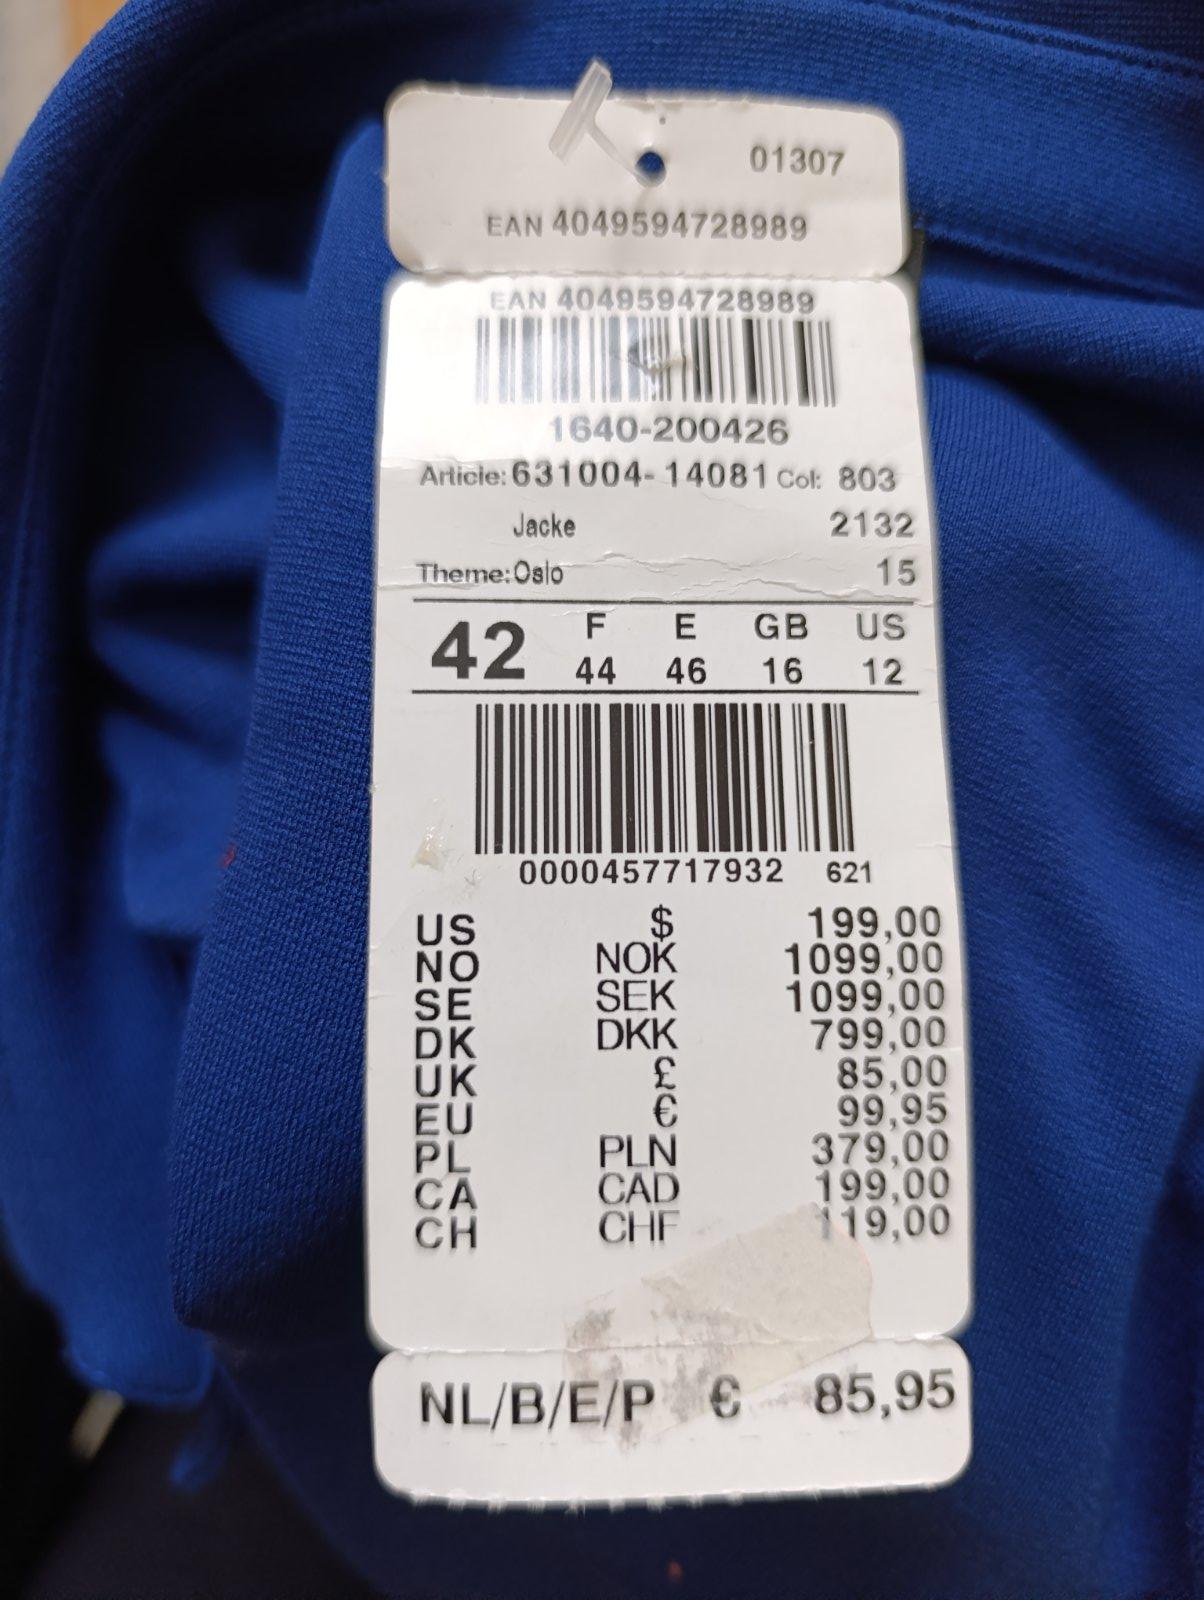 01307
EAN 4049594728989
EAN 4049594728989
1640-200426
Article: 631004-14081 Col: 803
Jacke 2132
Theme: Oslo 15
42 F E GB US
44 46 16 12
0000457717932 621
US $ 199,00
NO NOK 1099,00
SE SEK 1099,00
DK DKK 799,00
UK £ 85,00
EU € 99,95
PL PLN 379,00
CA CAD 199,00
CH CHF 119,00
NL/B/E/P € 85,95